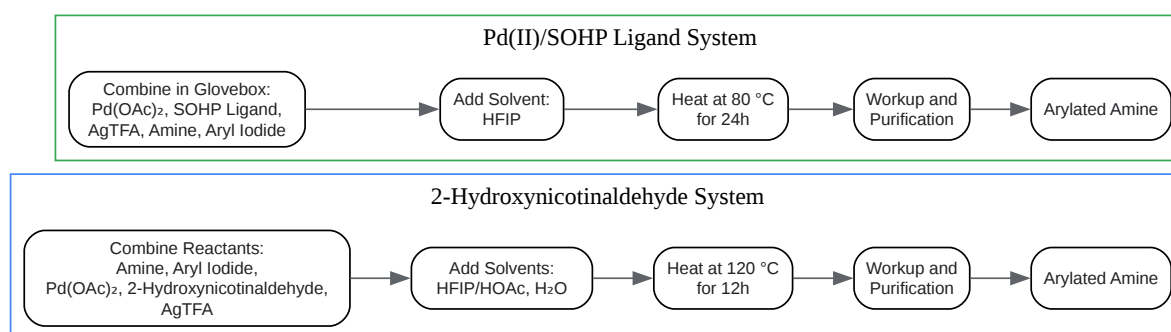 Pd(II)/SOHP Ligand System
Combine in Glovebox:
Pd(OAc)₂, SOHP Ligand,
AgTFA, Amine, Aryl Iodide
Add Solvent:
HFIP
Heat at 80 °C
for 24h
Workup and
Purification
Arylated Amine
2-Hydroxynicotinaldehyde System
Combine Reactants:
Amine, Aryl Iodide,
Pd(OAc)₂, 2-Hydroxynicotinaldehyde,
AgTFA
Add Solvents:
HFIP/HOAc, H₂O
Heat at 120 °C
for 12h
Workup and
Purification
Arylated Amine